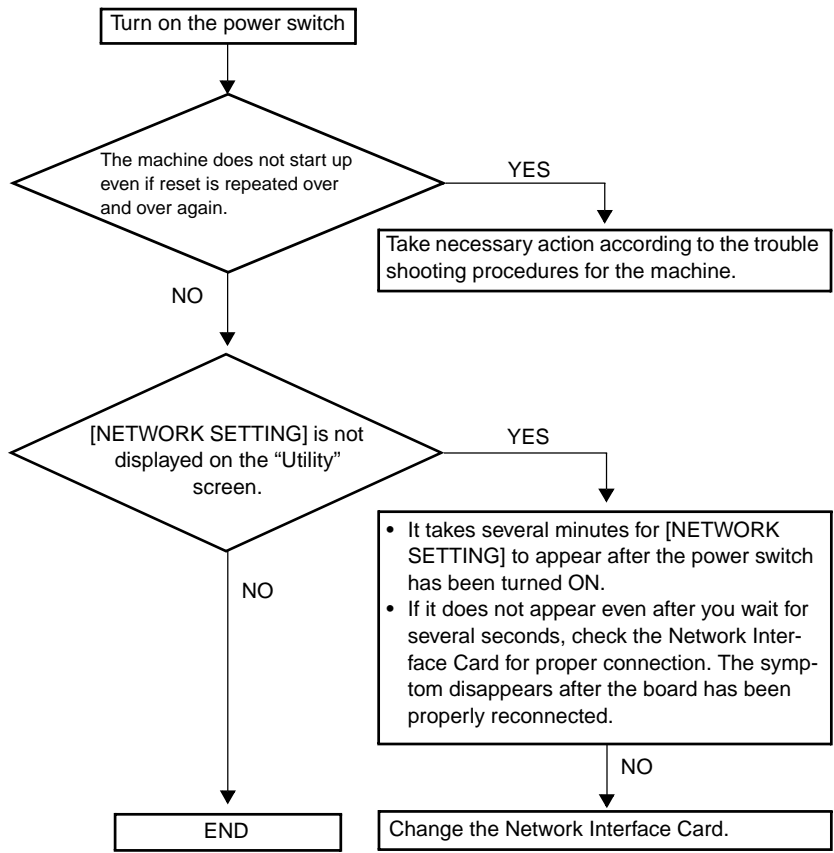 Turn on the power switch
The machine does not start up
even if reset is repeated over
and over again.
YES
Take necessary action according to the trouble
shooting procedures for the machine.
NO
[NETWORK SETTING] is not
displayed on the “Utility”
screen.
YES
• It takes several minutes for [NETWORK
SETTING] to appear after the power switch
has been turned ON.
• If it does not appear even after you wait for
several seconds, check the Network Inter-
face Card for proper connection. The symp-
tom disappears after the board has been
properly reconnected.
NO
NO
END
Change the Network Interface Card.